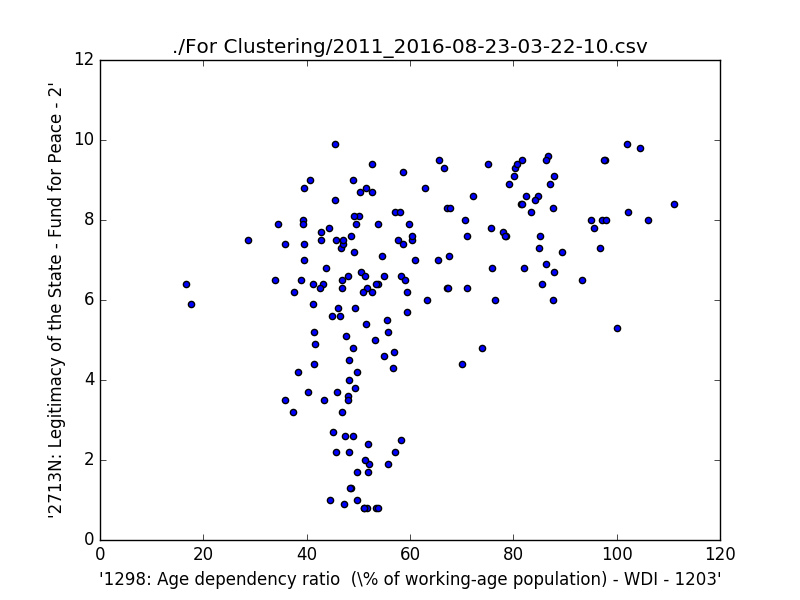 ./For Clustering/2011_2016-08-23-03-22-10.csv
12
10
8
6
4
2
0
'2713N: Legitimacy of the State - Fund for Peace - 2'
0 20 40 60 80 100 120
'1298: Age dependency ratio  (\% of working-age population) - WDI - 1203'